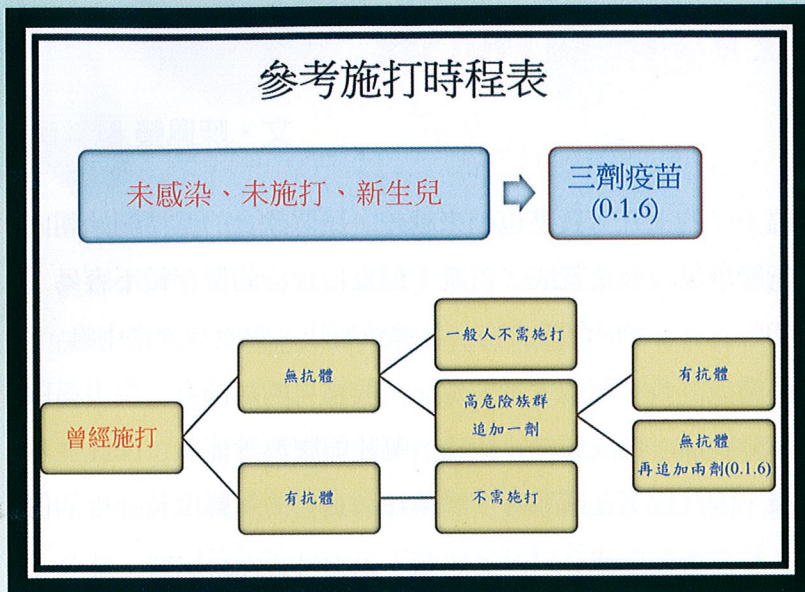 參考施打時程表
未感染、未施打、新生兒
三劑疫苗
(0.1.6)
曾經施打
無抗體
一般人不需施打
高危險族群
追加一劑
有抗體
無抗體
再追加兩劑(0.1.6)
有抗體
不需施打